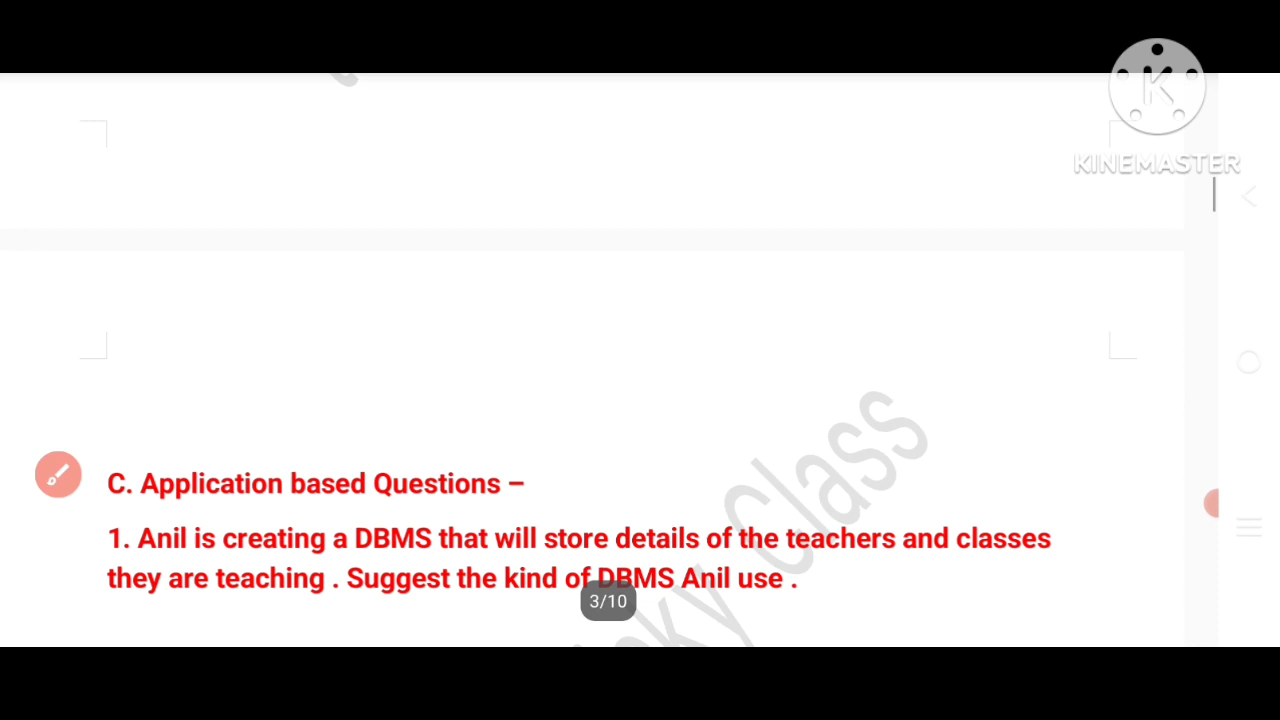 KINEMASTER
C. Application based Questions –
1. Anil is creating a DBMS that will store details of the teachers and classes
they are teaching . Suggest the kind of DBMS Anil use .
3/10
Class